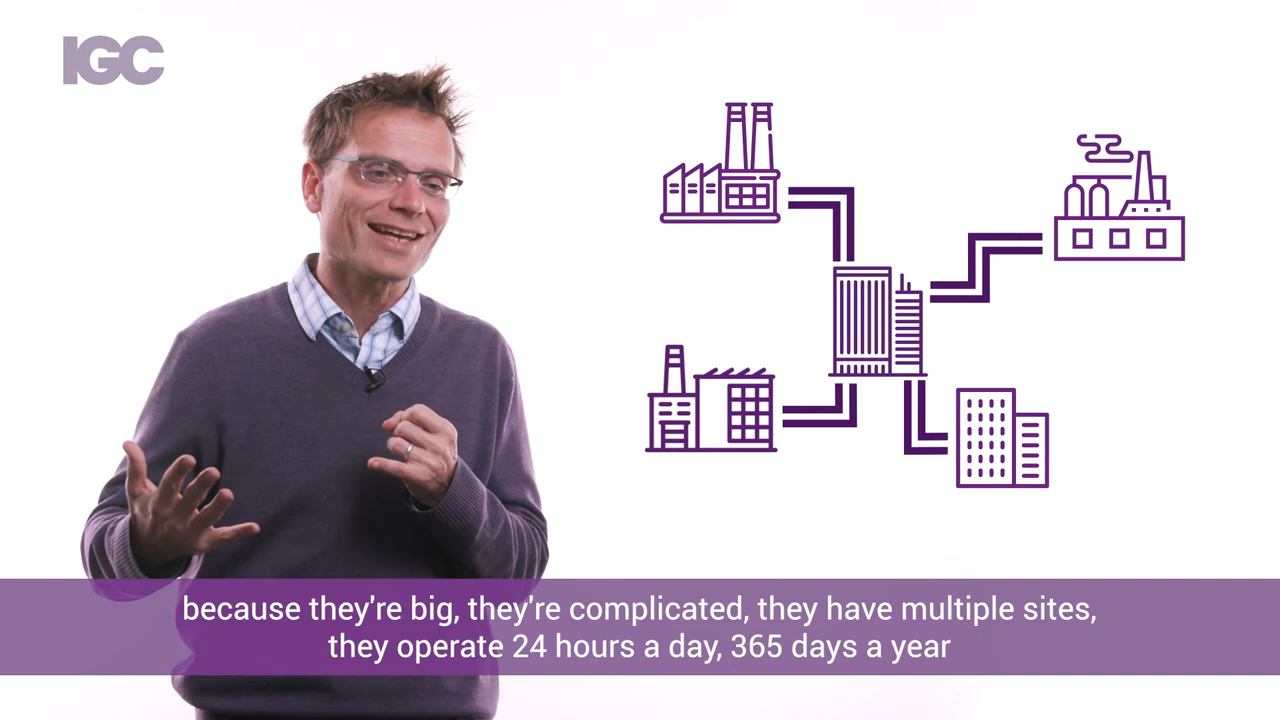 IGC
because they're big, they're complicated, they have multiple sites,
they operate 24 hours a day, 365 days a year